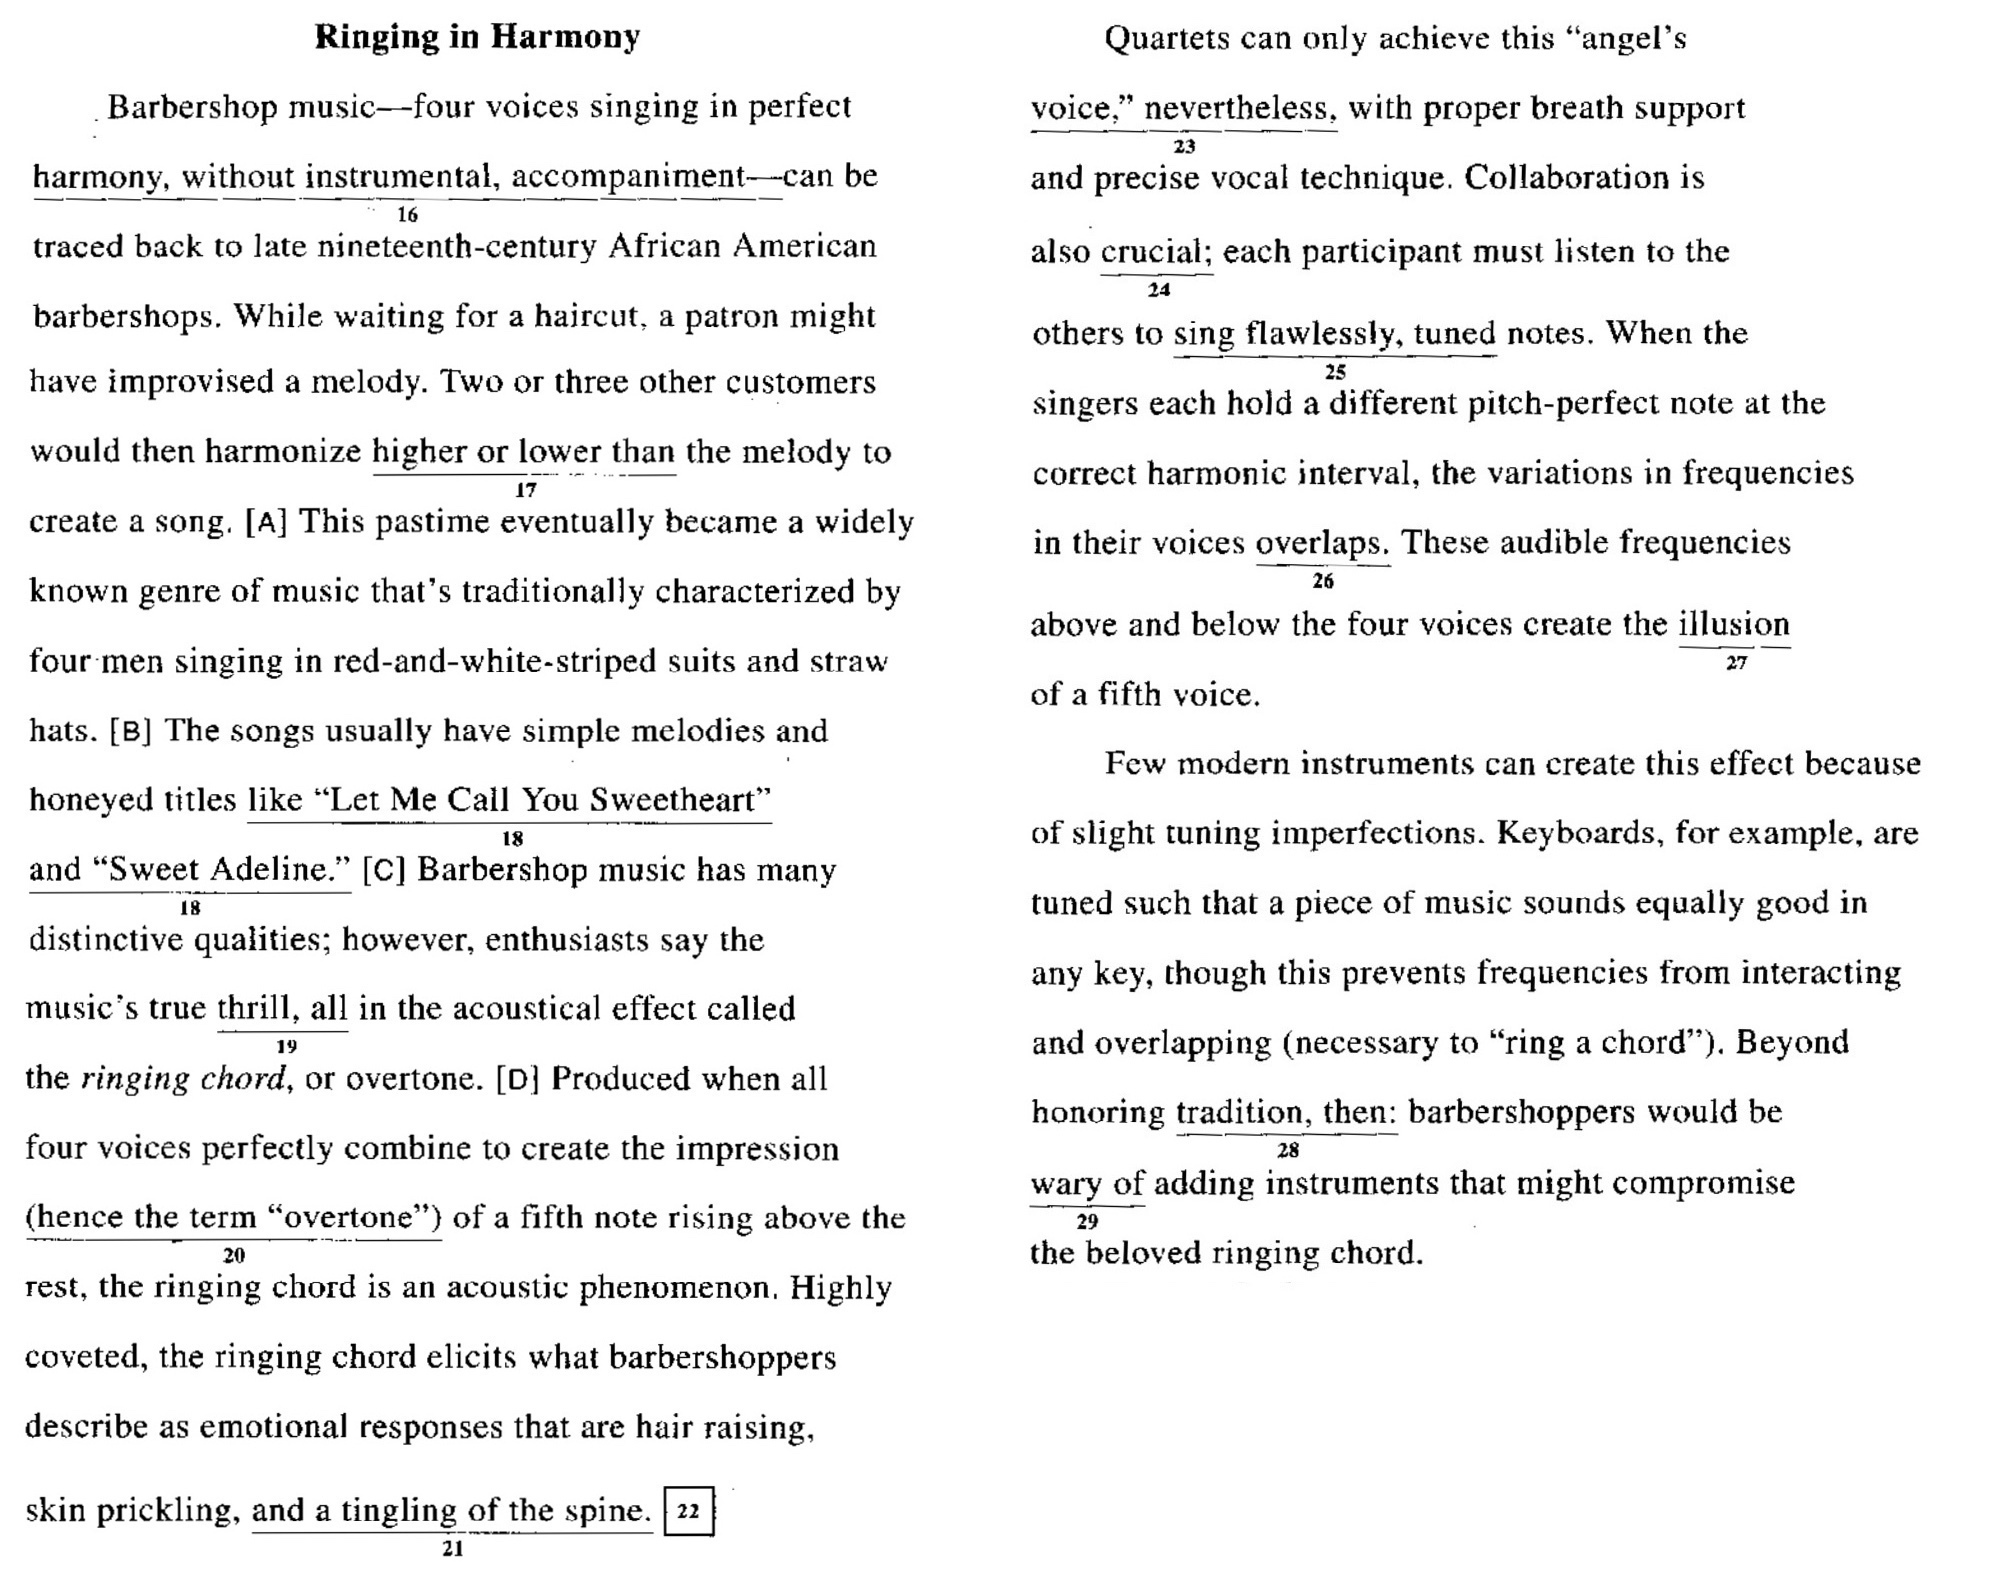 Ringing in Harmony
Barbershop music—four voices singing in perfect
harmony, without instrumental, accompaniment—can be
16
traced back to late nineteenth-century African American
barbershops. While waiting for a haircut, a patron might
have improvised a melody. Two or three other customers
would then harmonize higher or lower than the melody to
17
create a song. [A] This pastime eventually became a widely
known genre of music that's traditionally characterized by
four men singing in red-and-white-striped suits and straw
hats. [B] The songs usually have simple melodies and
honeyed titles like “Let Me Call You Sweetheart”
18
and “Sweet Adeline.” [C] Barbershop music has many
18
distinctive qualities; however, enthusiasts say the
music's true thrill, all in the acoustical effect called
19
the ringing chord, or overtone. [D] Produced when all
four voices perfectly combine to create the impression
(hence the term “overtone”) of a fifth note rising above the
20
rest, the ringing chord is an acoustic phenomenon. Highly
coveted, the ringing chord elicits what barbershoppers
describe as emotional responses that are hair raising,
skin prickling, and a tingling of the spine. 22
21
Quartets can only achieve this “angel's
voice,” nevertheless, with proper breath support
23
and precise vocal technique. Collaboration is
also crucial; each participant must listen to the
24
others to sing flawlessly, tuned notes. When the
25
singers each hold a different pitch-perfect note at the
correct harmonic interval, the variations in frequencies
in their voices overlaps. These audible frequencies
26
above and below the four voices create the illusion
27
of a fifth voice.
Few modern instruments can create this effect because
of slight tuning imperfections. Keyboards, for example, are
tuned such that a piece of music sounds equally good in
any key, though this prevents frequencies from interacting
and overlapping (necessary to “ring a chord”). Beyond
honoring tradition, then: barbershoppers would be
28
wary of adding instruments that might compromise
29
the beloved ringing chord.